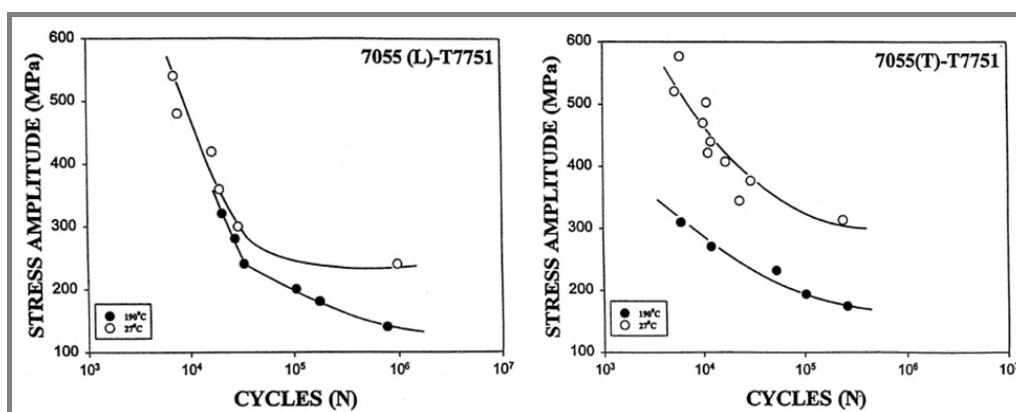 7055 (L)-T7751
STRESS AMPLITUDE (MPa)
600
500
400
300
200
100
190°C
27°C
10³ 10⁴ 10⁵ 10⁶ 10⁷
CYCLES (N)
7055(T)-T7751
STRESS AMPLITUDE (MPa)
600
500
400
300
200
100
190°C
27°C
10³ 10⁴ 10⁵ 10⁶ 10⁷
CYCLES (N)